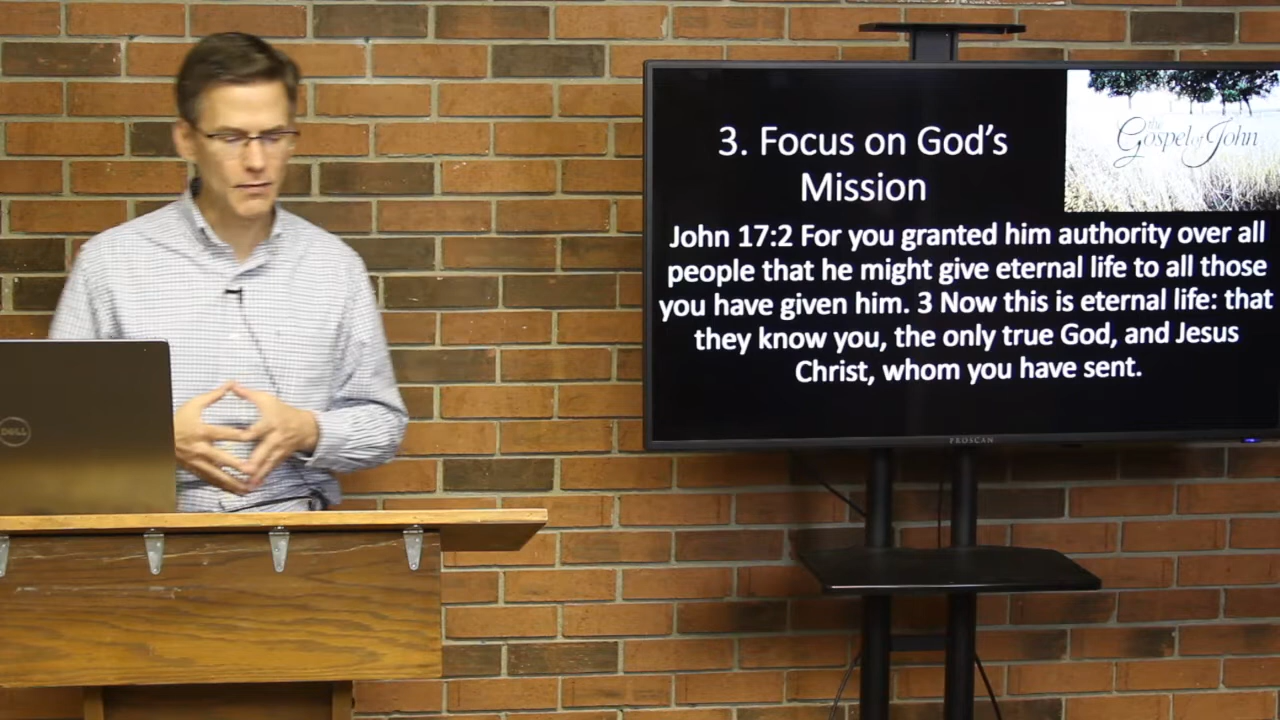 3. Focus on God's
Mission
the
Gospel of John
John 17:2 For you granted him authority over all
people that he might give eternal life to all those
you have given him. 3 Now this is eternal life: that
they know you, the only true God, and Jesus
Christ, whom you have sent.
PROSCAN
DELL